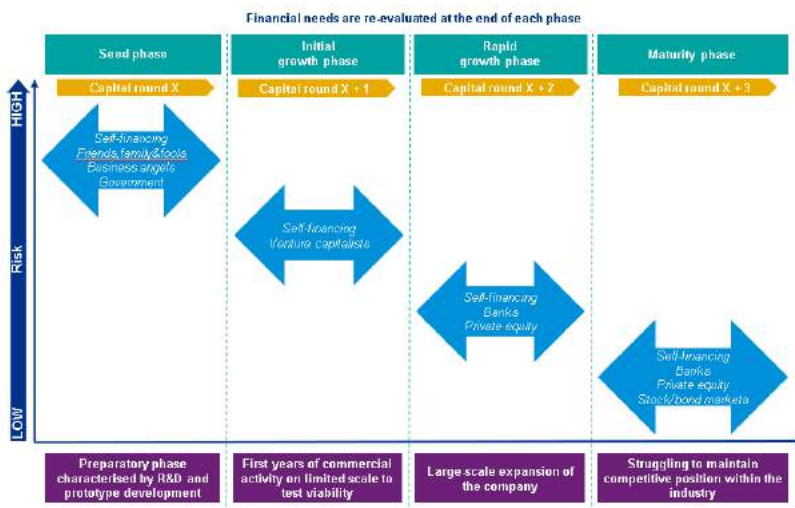 Financial needs are re-evaluated at the end of each phase
Seed phase
Initial
growth phase
Rapid
growth phase
Maturity phase
Capital round X
Capital round X + 1
Capital round X + 2
Capital round X + 3
HIGH
Risk
LOW
Self-financing
Friends,family&fools
Business angels
Government
Self-financing
Venture capitalists
Self-financing
Banks
Private equity
Self-financing
Banks
Private equity
Stock/bond markets
Preparatory phase
characterised by R&D and
prototype development
First years of commercial
activity on limited scale to
test viability
Large-scale expansion of
the company
Struggling to maintain
competitive position within the
industry